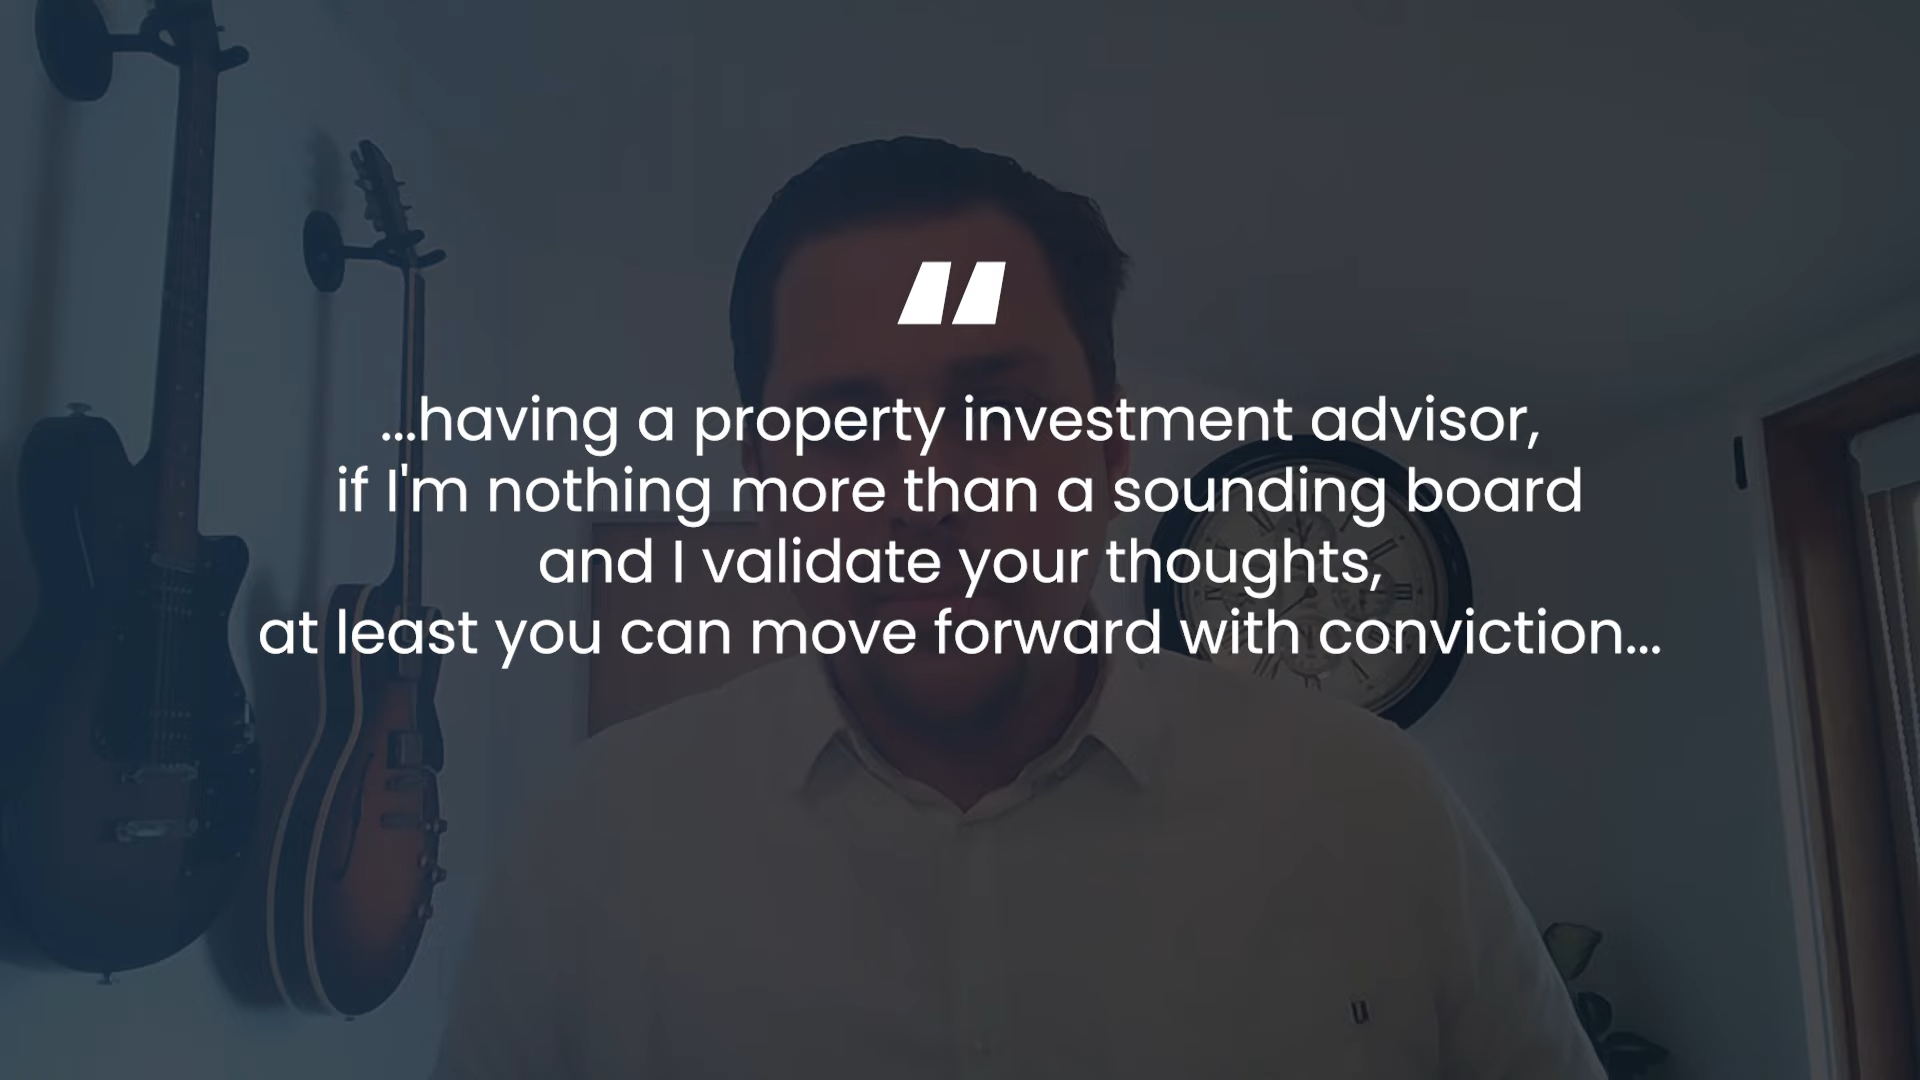 “
...having a property investment advisor,
if I'm nothing more than a sounding board
and I validate your thoughts,
at least you can move forward with conviction...